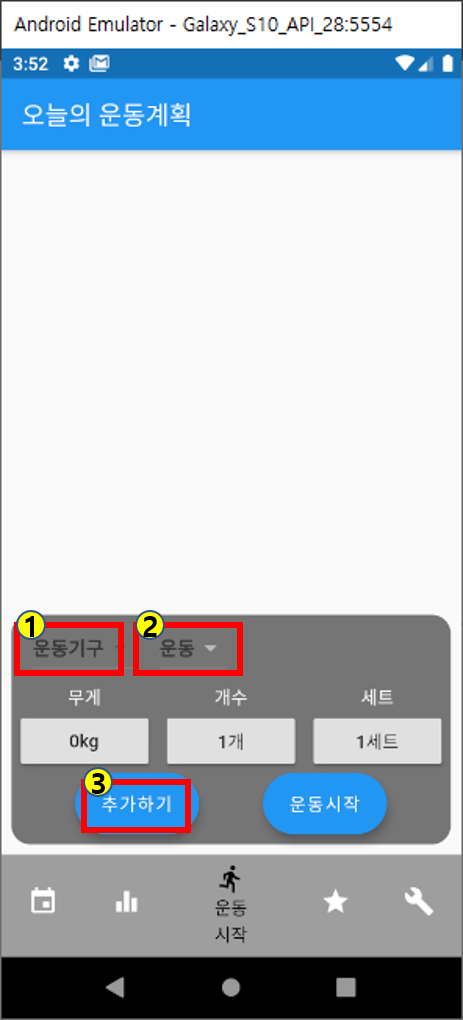 Android Emulator - Galaxy_S10_API_28:5554
3:52
오늘의 운동계획
1 2
운동기구 운동
무게 개수 세트
0kg 1개 1세트
3
추가하기 운동시작
운동
시작